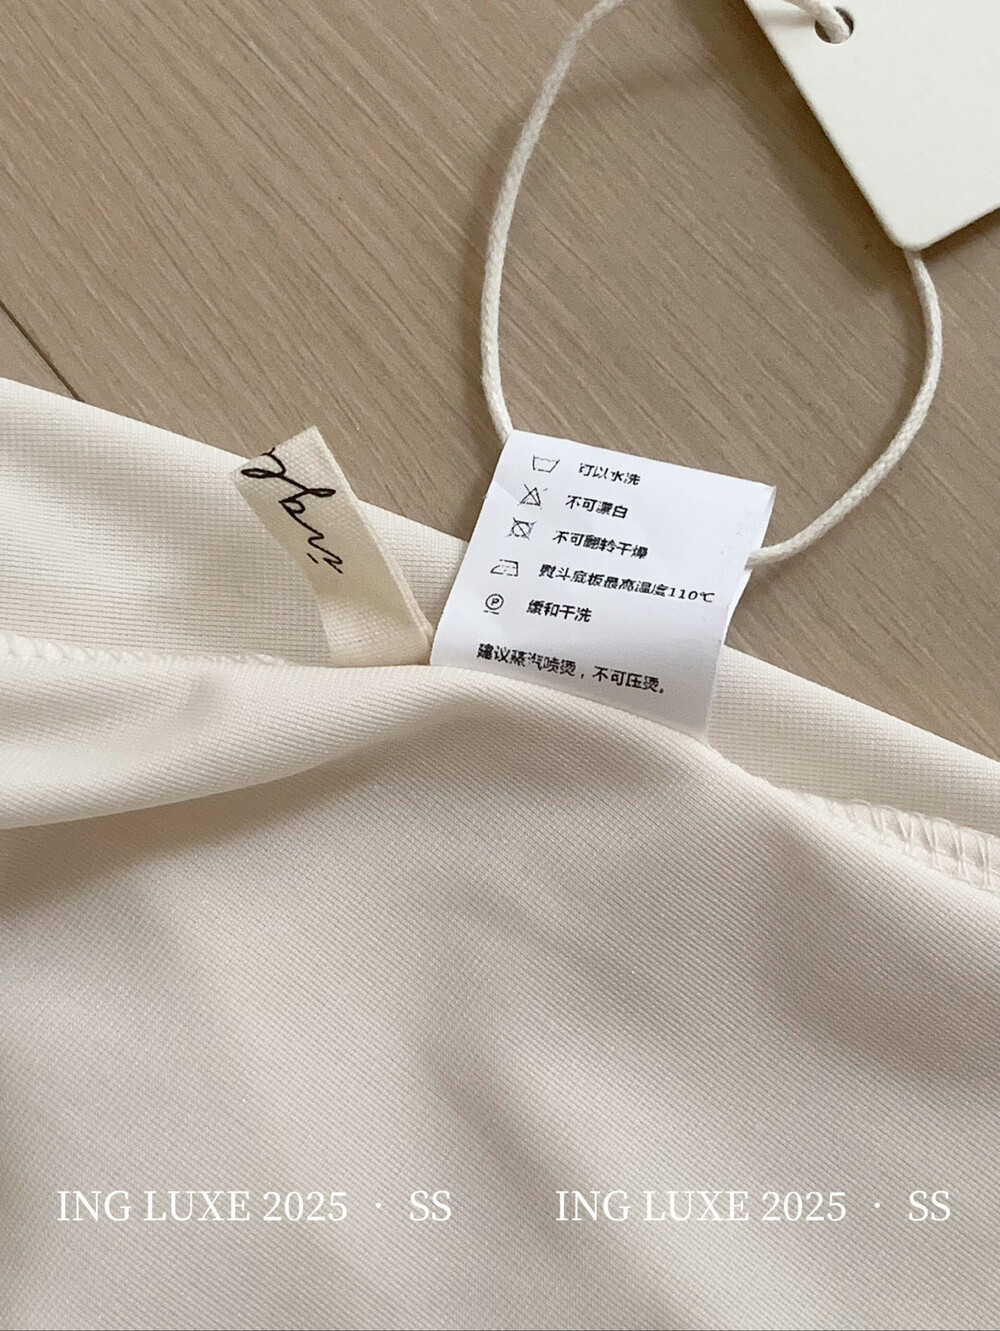 可以水洗
不可漂白
不可翻转干燥
熨斗底板最高温度110℃
P
缓和干洗
建议蒸汽喷烫，不可压烫。
ING LUXE 2025 · SS
ING LUXE 2025 · SS